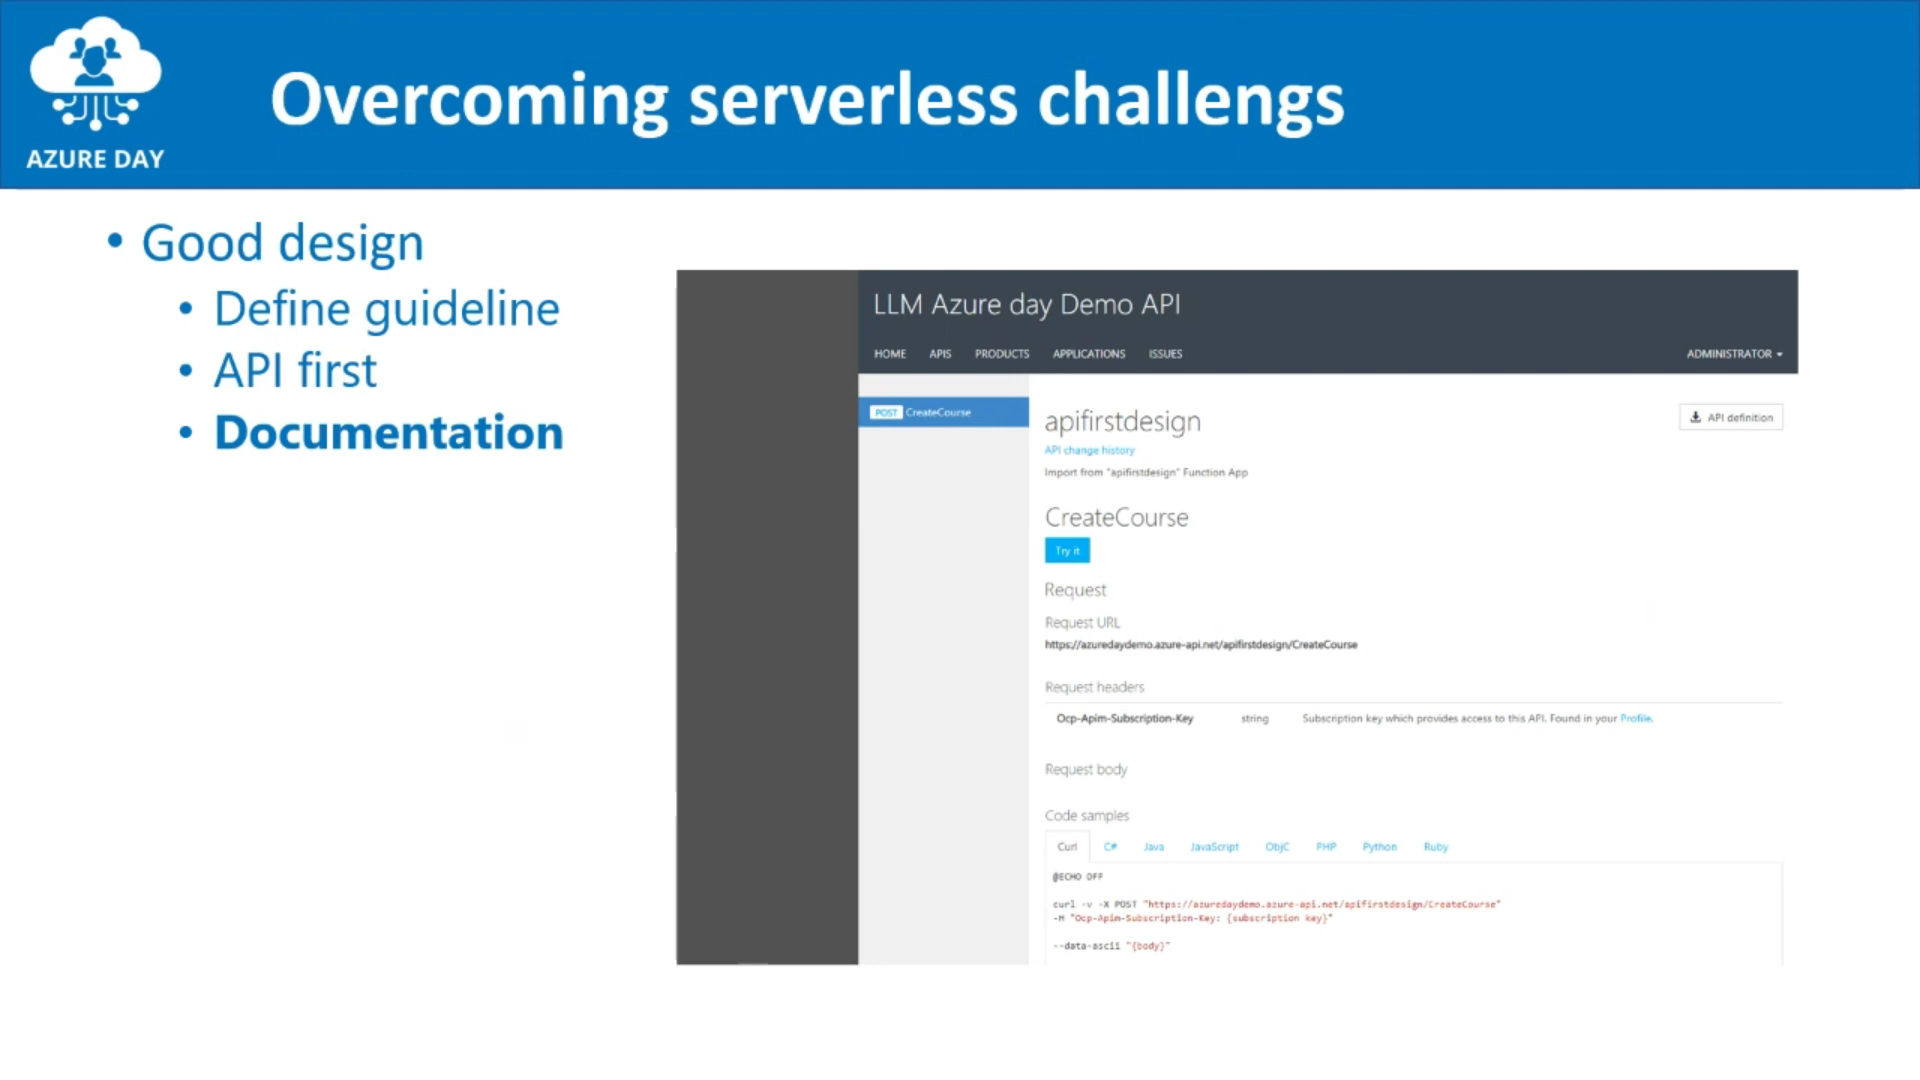 AZURE DAY
Overcoming serverless challengs
• Good design
• Define guideline
• API first
• Documentation
LLM Azure day Demo API
HOME APIS PRODUCTS APPLICATIONS ISSUES ADMINISTRATOR
POST CreateCourse
apifirstdesign
API definition
API change history
Import from "apifirstdesign" Function App
CreateCourse
Try it
Request
Request URL
https://azuredaydemo.azure-api.net/apifirstdesign/CreateCourse
Request headers
Ocp-Apim-Subscription-Key string Subscription key which provides access to this API. Found in your Profile.
Request body
Code samples
Curl C# Java JavaScript ObjC PHP Python Ruby
@ECHO OFF
curl -v -X POST "https://azuredaydemo.azure-api.net/apifirstdesign/CreateCourse"
-H "Ocp-Apim-Subscription-Key: {subscription key}"
--data-ascii "{body}"